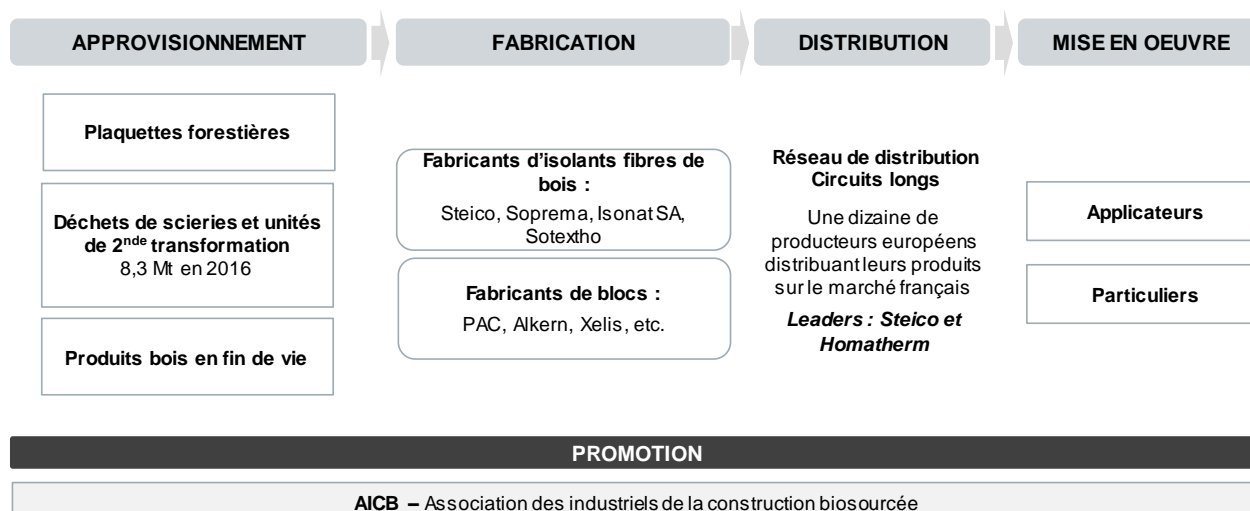 APPROVISIONNEMENT
FABRICATION
DISTRIBUTION
MISE EN OEUVRE
Plaquettes forestières
Déchets de scieries et unités
de 2nde transformation
8,3 Mt en 2016
Produits bois en fin de vie
Fabricants d'isolants fibres de
bois :
Steico, Soprema, Isonat SA,
Sotextho
Fabricants de blocs :
PAC, Alkern, Xelis, etc.
Réseau de distribution
Circuits longs
Une dizaine de
producteurs européens
distribuant leurs produits
sur le marché français
Leaders : Steico et
Homatherm
Applicateurs
Particuliers
PROMOTION
AICB – Association des industriels de la construction biosourcée